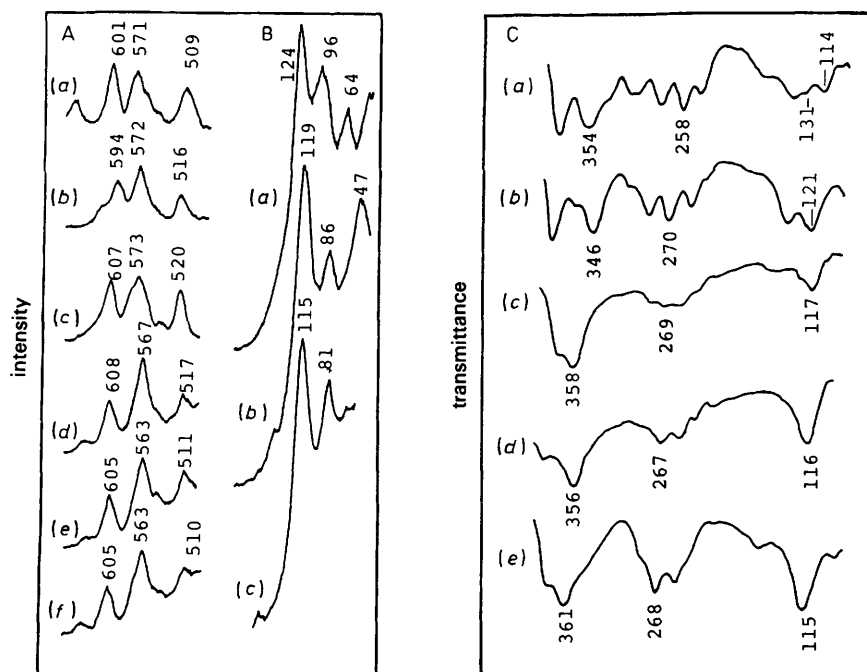 A
601 571 509
(a)
594 572 516
(b)
607 573 520
(c)
608 567 517
(d)
605 563 511
(e)
605 563 510
(f)
intensity
B
124 96 64
(a)
119 86 47
(b)
115 81
(c)
C
(a)
354 258 131 114
(b)
346 270 121
(c)
358 269 117
(d)
356 267 116
(e)
361 268 115
transmittance